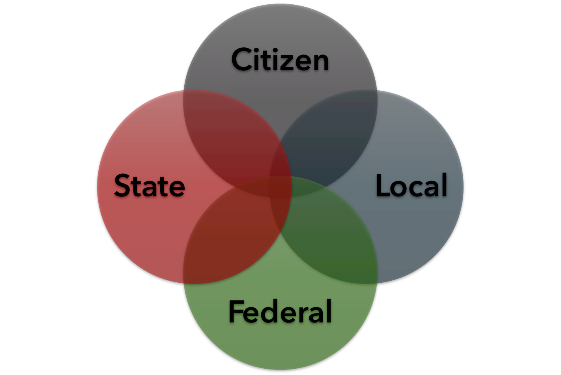 Citizen
State
Local
Federal